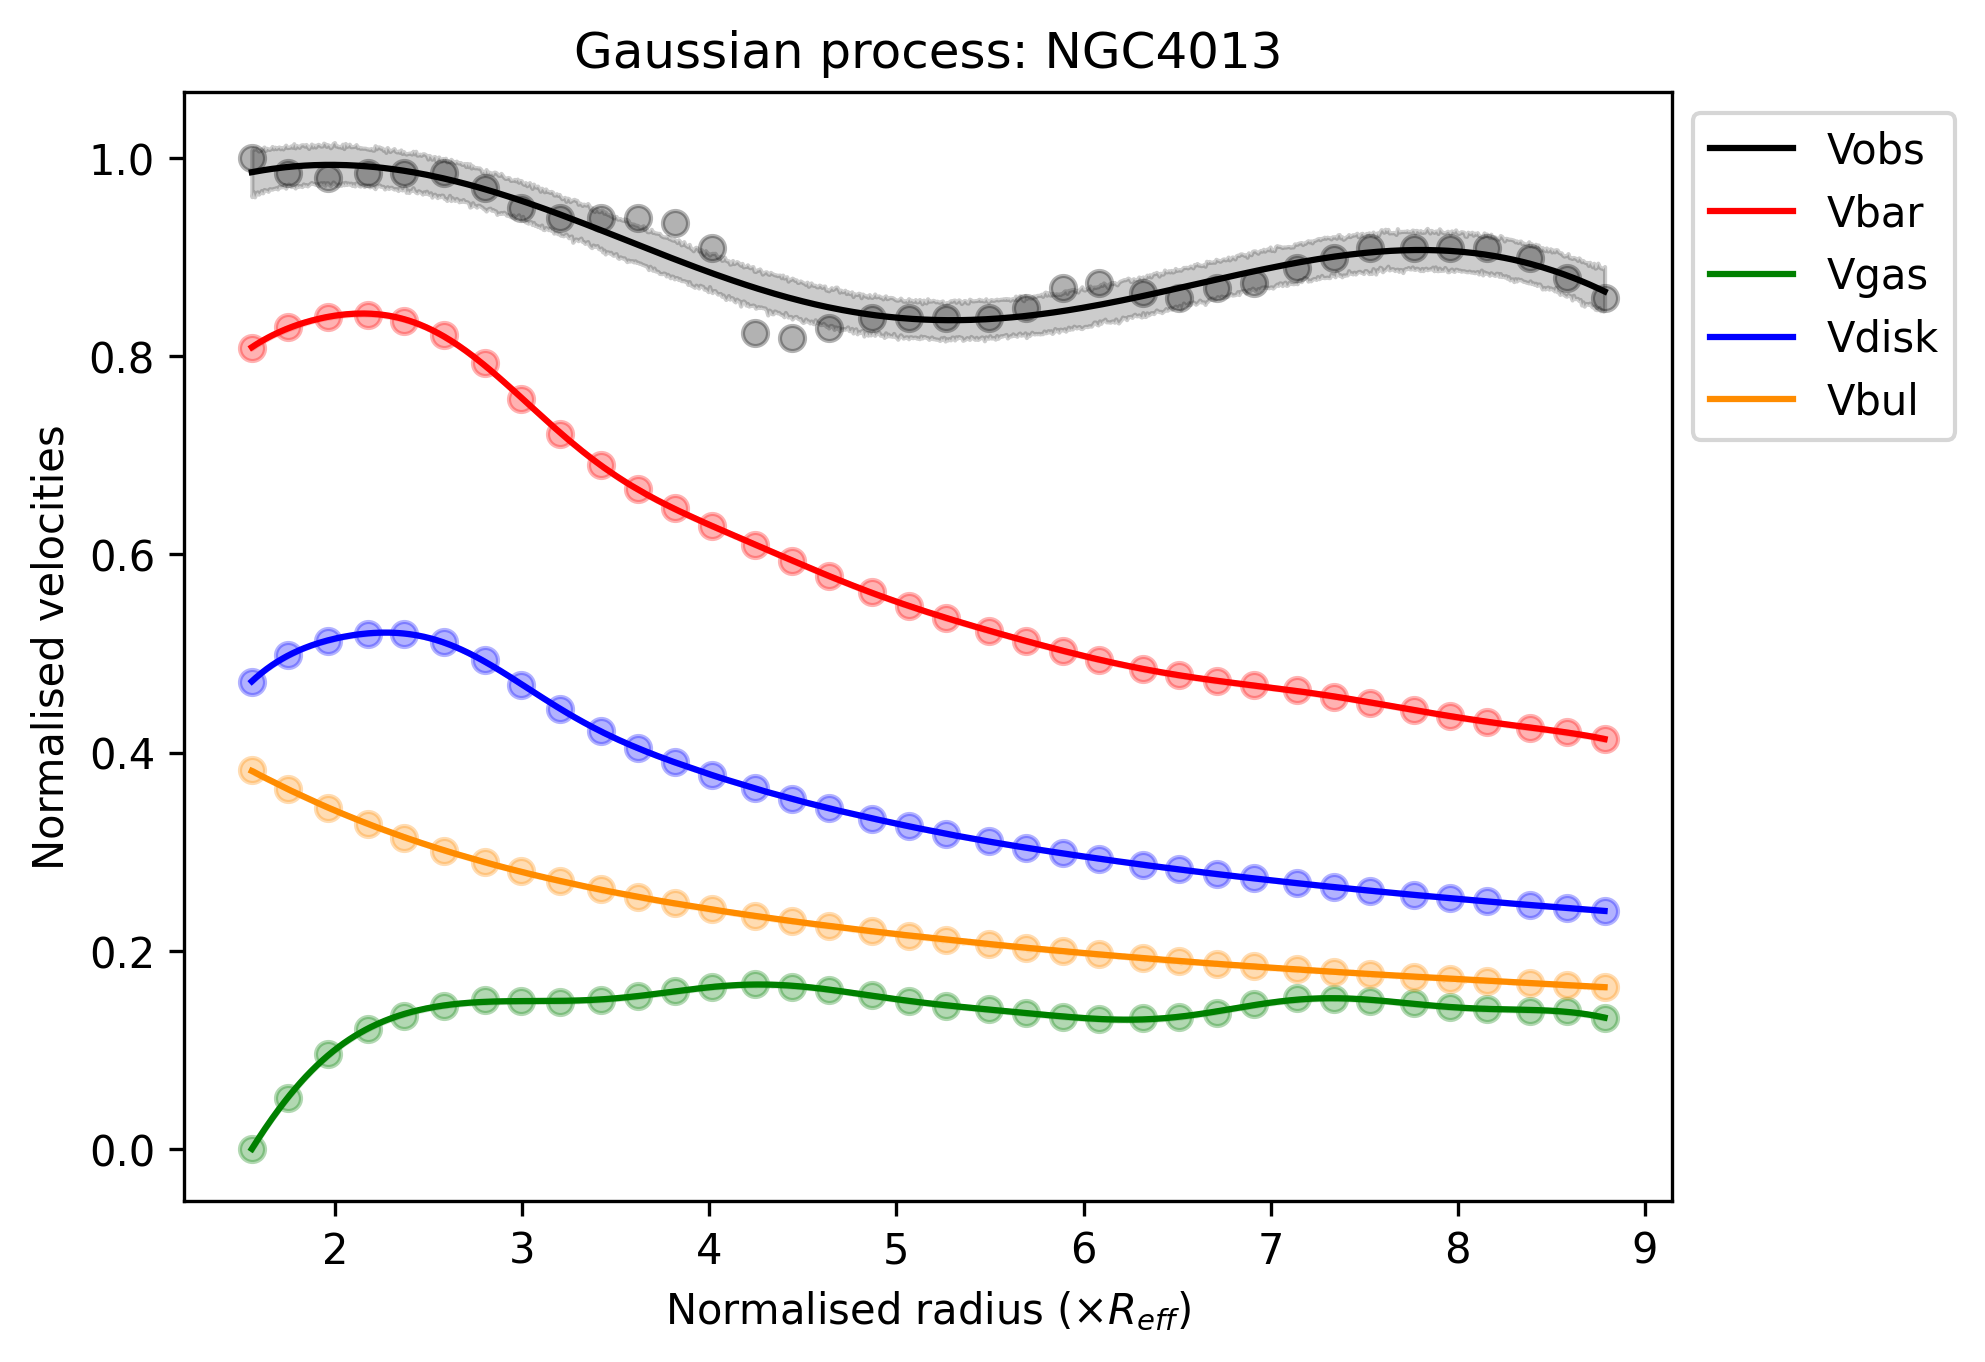 Gaussian process: NGC4013
Normalised velocities
1.0
0.8
0.6
0.4
0.2
0.0
2 3 4 5 6 7 8 9
Normalised radius (×R_eff)
Vobs
Vbar
Vgas
Vdisk
Vbul